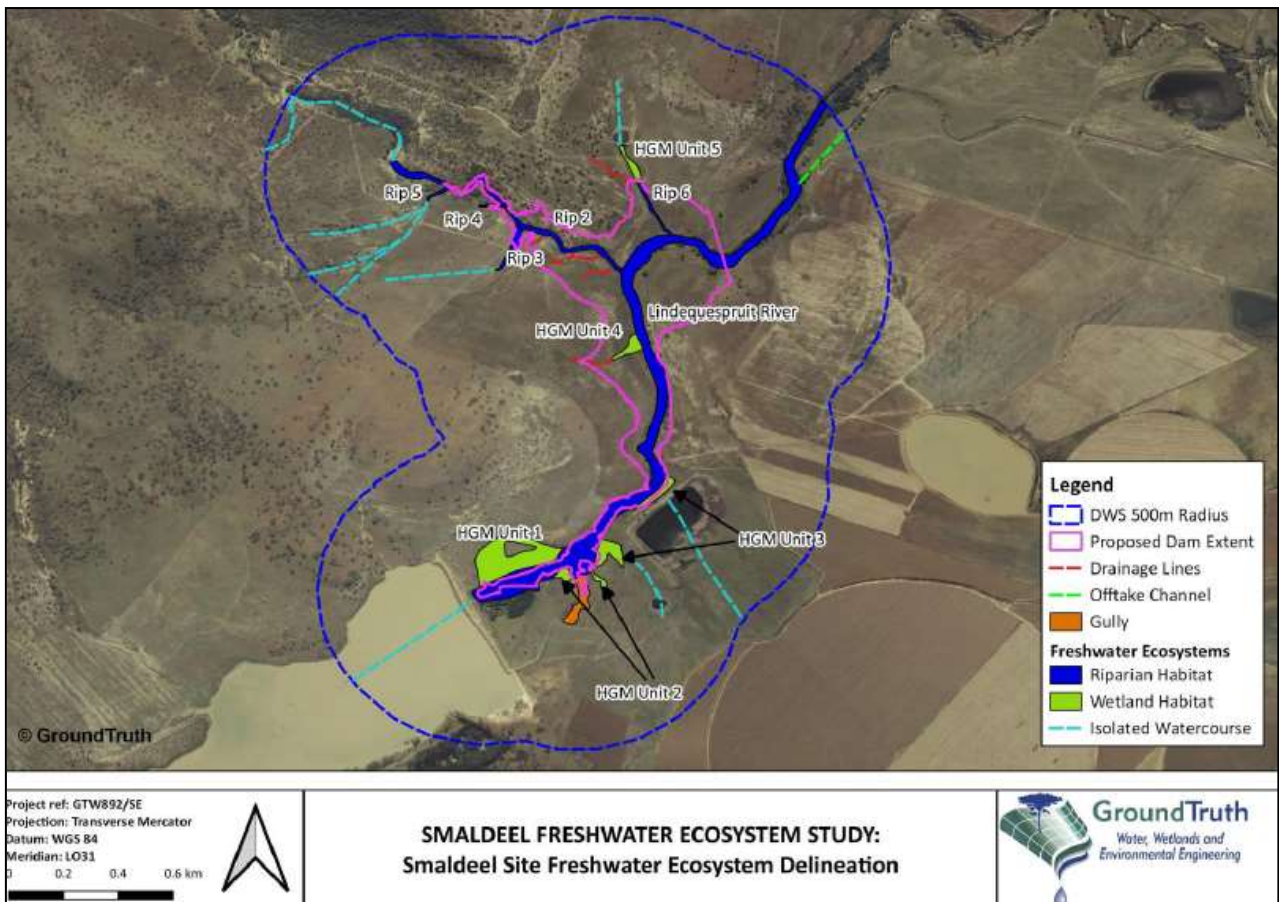 HGM Unit 5
Rip 5
Rip 6
Rip 4
Rip 2
Rip 3
Lindequespruit River
HGM Unit 4
HGM Unit 1
HGM Unit 3
HGM Unit 2
Legend
DWS 500m Radius
Proposed Dam Extent
Drainage Lines
Offtake Channel
Gully
Freshwater Ecosystems
Riparian Habitat
Wetland Habitat
Isolated Watercourse
© GroundTruth
Project ref: GTW892/SE
Projection: Transverse Mercator
Datum: WGS 84
Meridian: LO31
0 0.2 0.4 0.6 km
SMALDEEL FRESHWATER ECOSYSTEM STUDY:
Smaldeel Site Freshwater Ecosystem Delineation
GroundTruth
Water, Wetlands and
Environmental Engineering